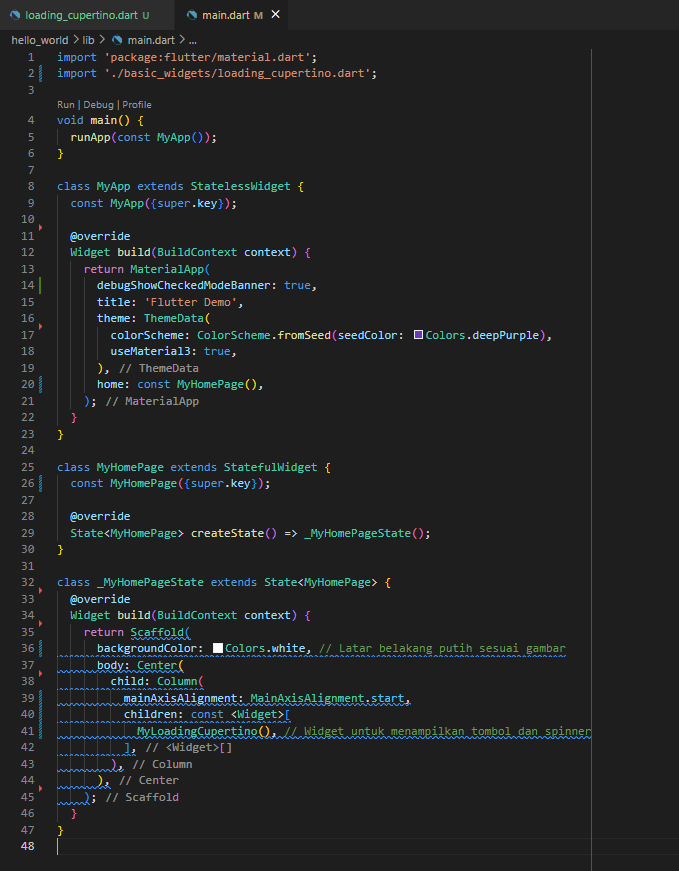 loading_cupertino.dart U main.dart M ×
hello_world > lib > main.dart > ...
1 import 'package:flutter/material.dart';
2 import './basic_widgets/loading_cupertino.dart';
3
Run | Debug | Profile
4 void main() {
5   runApp(const MyApp());
6 }
7
8 class MyApp extends StatelessWidget {
9   const MyApp({super.key});
10
11   @override
12   Widget build(BuildContext context) {
13     return MaterialApp(
14       debugShowCheckedModeBanner: true,
15       title: 'Flutter Demo',
16       theme: ThemeData(
17         colorScheme: ColorScheme.fromSeed(seedColor: Colors.deepPurple),
18         useMaterial3: true,
19       ), // ThemeData
20       home: const MyHomePage(),
21     ); // MaterialApp
22   }
23 }
24
25 class MyHomePage extends StatefulWidget {
26   const MyHomePage({super.key});
27
28   @override
29   State<MyHomePage> createState() => _MyHomePageState();
30 }
31
32 class _MyHomePageState extends State<MyHomePage> {
33   @override
34   Widget build(BuildContext context) {
35     return Scaffold(
36       backgroundColor: Colors.white, // Latar belakang putih sesuai gambar
37       body: Center(
38         child: Column(
39           mainAxisAlignment: MainAxisAlignment.start,
40           children: const <Widget>[
41             MyLoadingCupertino(), // Widget untuk menampilkan tombol dan spinner
42           ], // <Widget>[]
43         ), // Column
44       ), // Center
45     ); // Scaffold
46   }
47 }
48